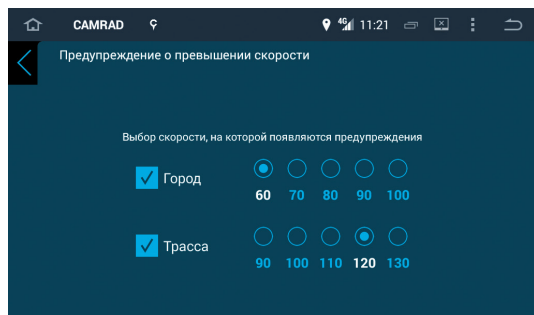 CAMRAD 4G 11:21
Предупреждение о превышении скорости
Выбор скорости, на которой появляются предупреждения
Город
60 70 80 90 100
Трасса
90 100 110 120 130